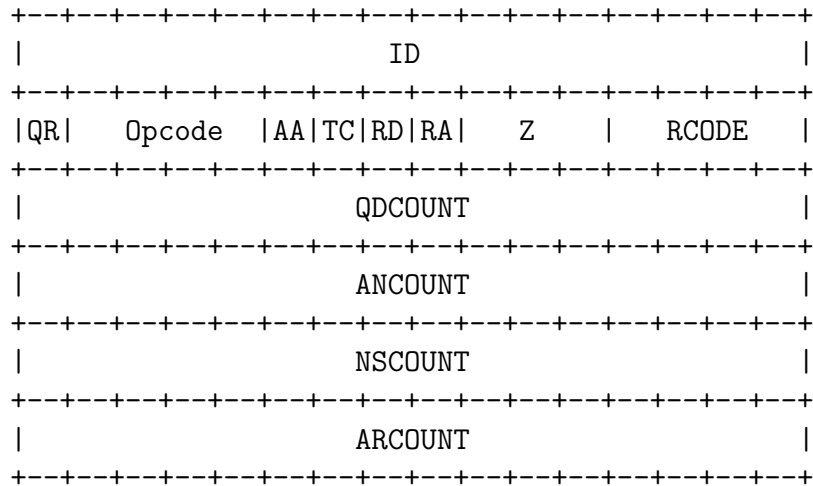 +--+--+--+--+--+--+--+--+--+--+--+--+--+--+--+--+
|                      ID                       |
+--+--+--+--+--+--+--+--+--+--+--+--+--+--+--+--+
|QR|   Opcode  |AA|TC|RD|RA|   Z    |   RCODE   |
+--+--+--+--+--+--+--+--+--+--+--+--+--+--+--+--+
|                    QDCOUNT                    |
+--+--+--+--+--+--+--+--+--+--+--+--+--+--+--+--+
|                    ANCOUNT                    |
+--+--+--+--+--+--+--+--+--+--+--+--+--+--+--+--+
|                    NSCOUNT                    |
+--+--+--+--+--+--+--+--+--+--+--+--+--+--+--+--+
|                    ARCOUNT                    |
+--+--+--+--+--+--+--+--+--+--+--+--+--+--+--+--+